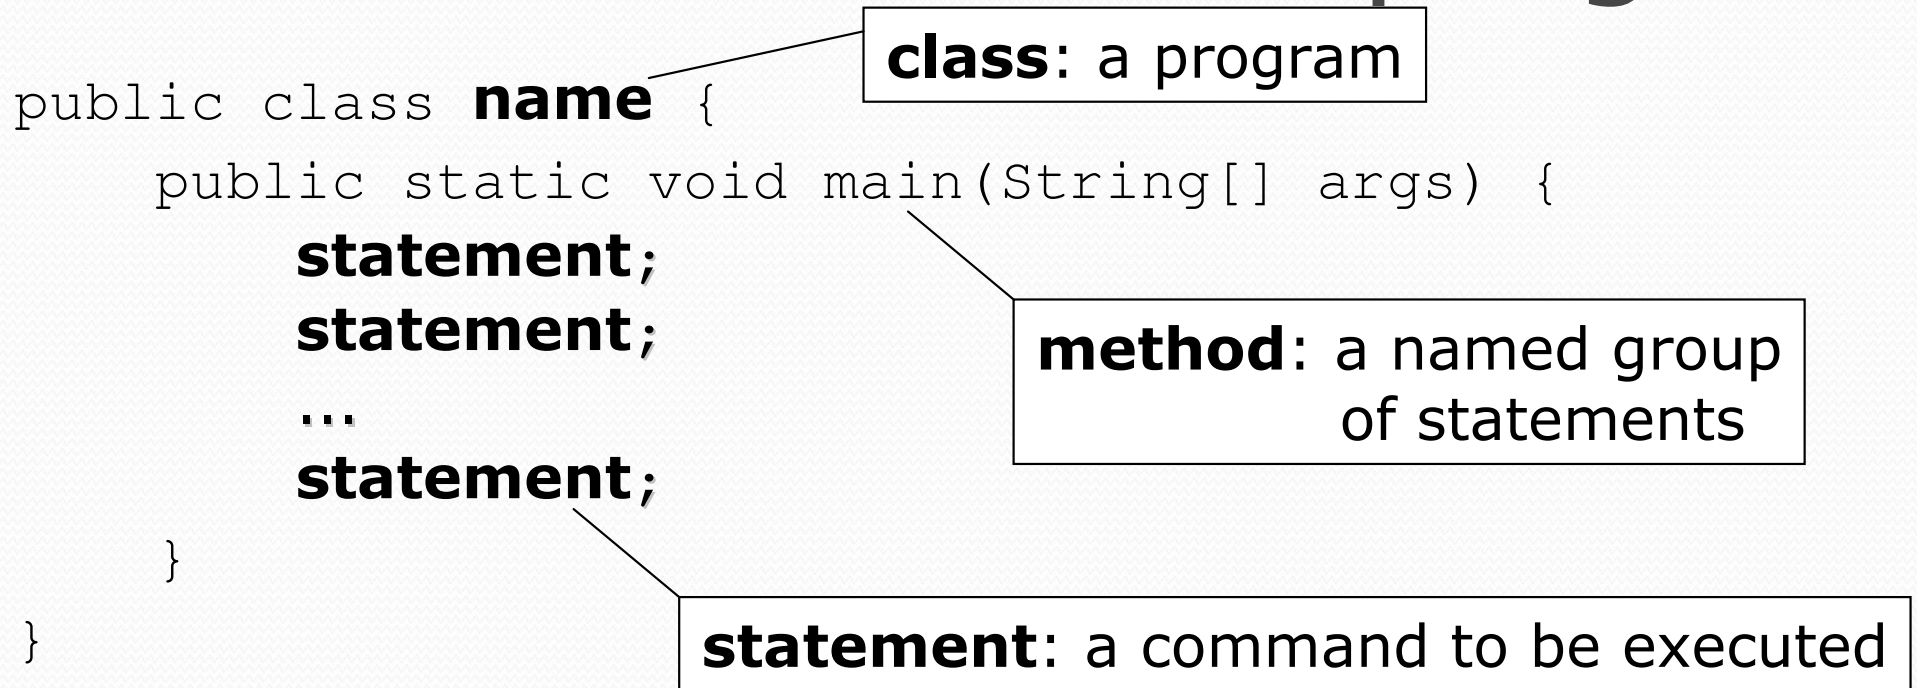 class: a program
public class name {
public static void main(String[] args) {
statement;
statement;
method: a named group
of statements
...
statement;
}
statement: a command to be executed
}